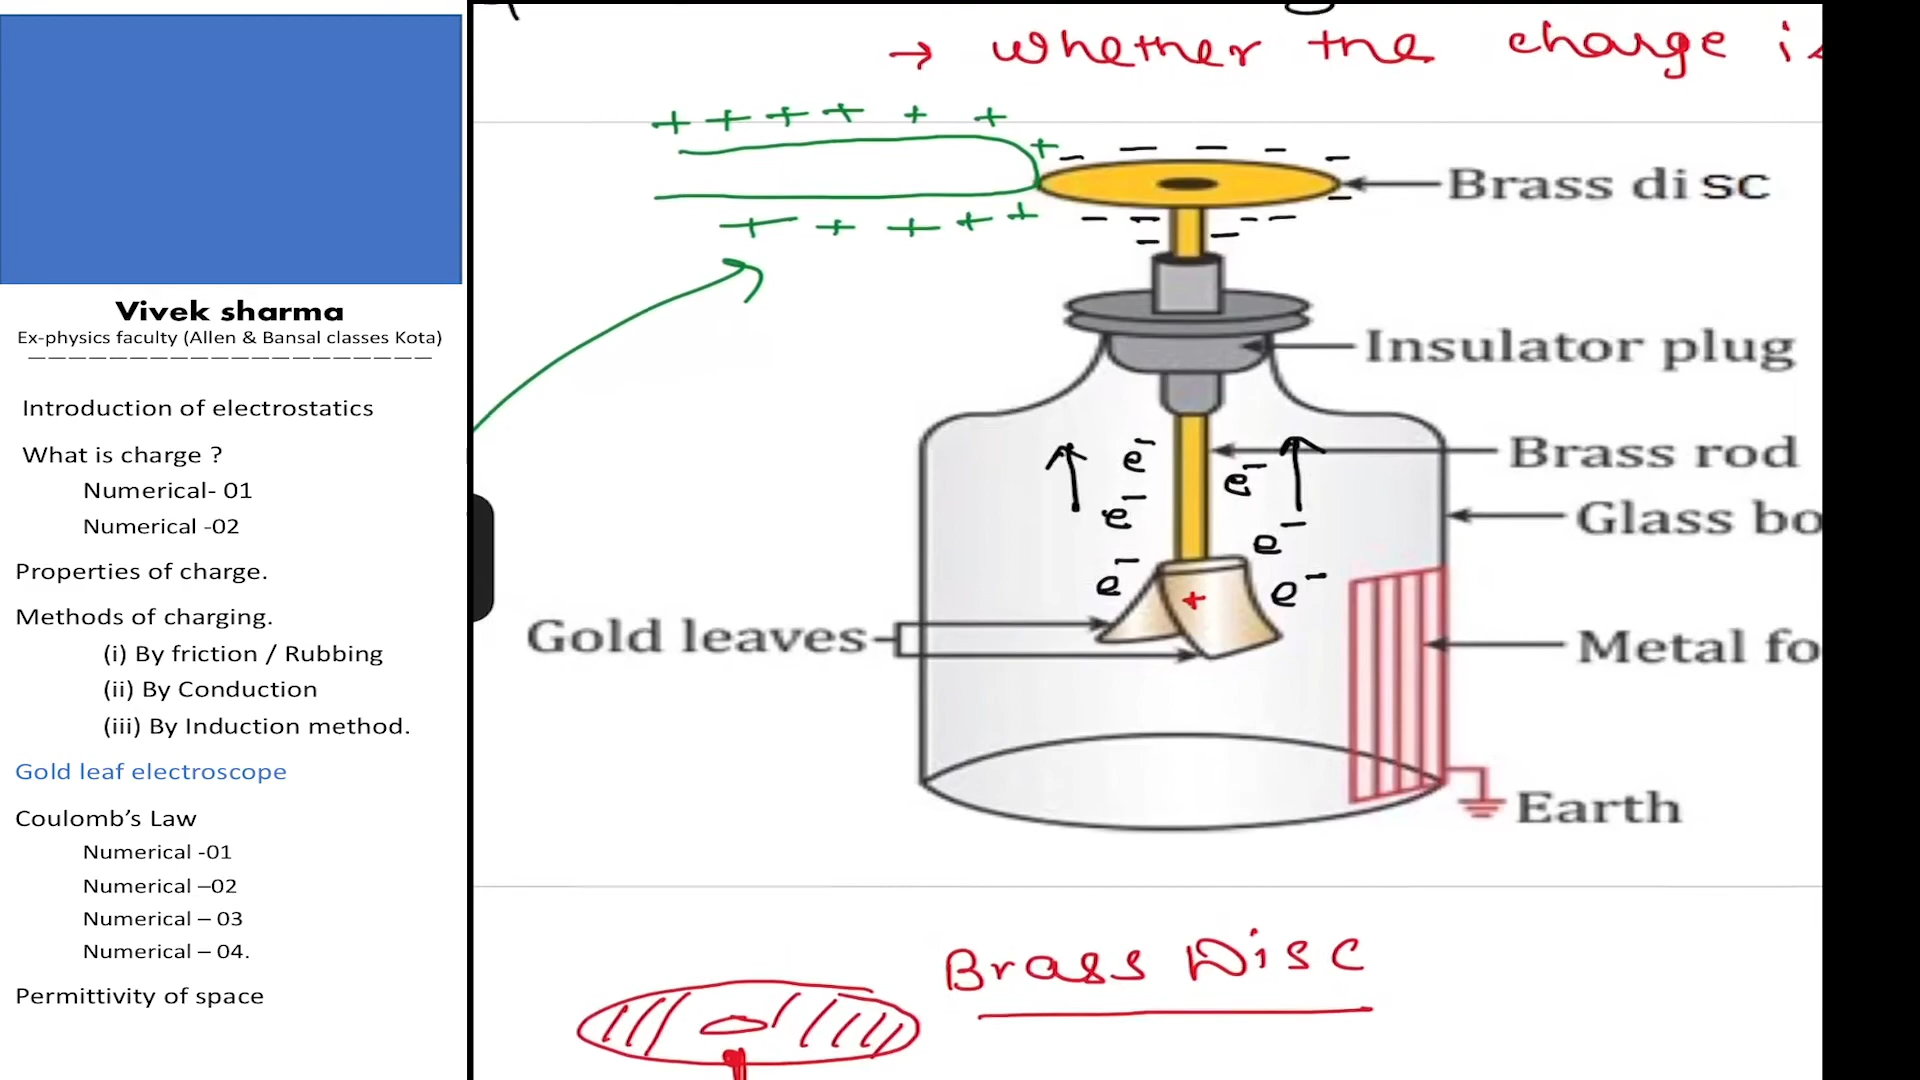 Vivek sharma
Ex-physics faculty (Allen & Bansal classes Kota)
Introduction of electrostatics
What is charge ?
Numerical- 01
Numerical -02
Properties of charge.
Methods of charging.
(i) By friction / Rubbing
(ii) By Conduction
(iii) By Induction method.
Gold leaf electroscope
Coulomb's Law
Numerical -01
Numerical –02
Numerical – 03
Numerical – 04.
Permittivity of space
→ whether the charge is
+ + + + + + +
- - - - -
Brass disc
+ + + + +
- - - - - - -
Insulator plug
e⁻
Brass rod
e⁻
e⁻
Glass bo
e⁻
e⁻
e⁻
+
Gold leaves
Metal fo
Earth
Brass Disc